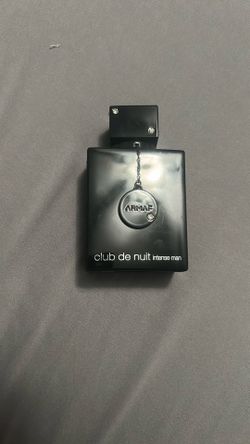 ARMAF
club de nuit intense man